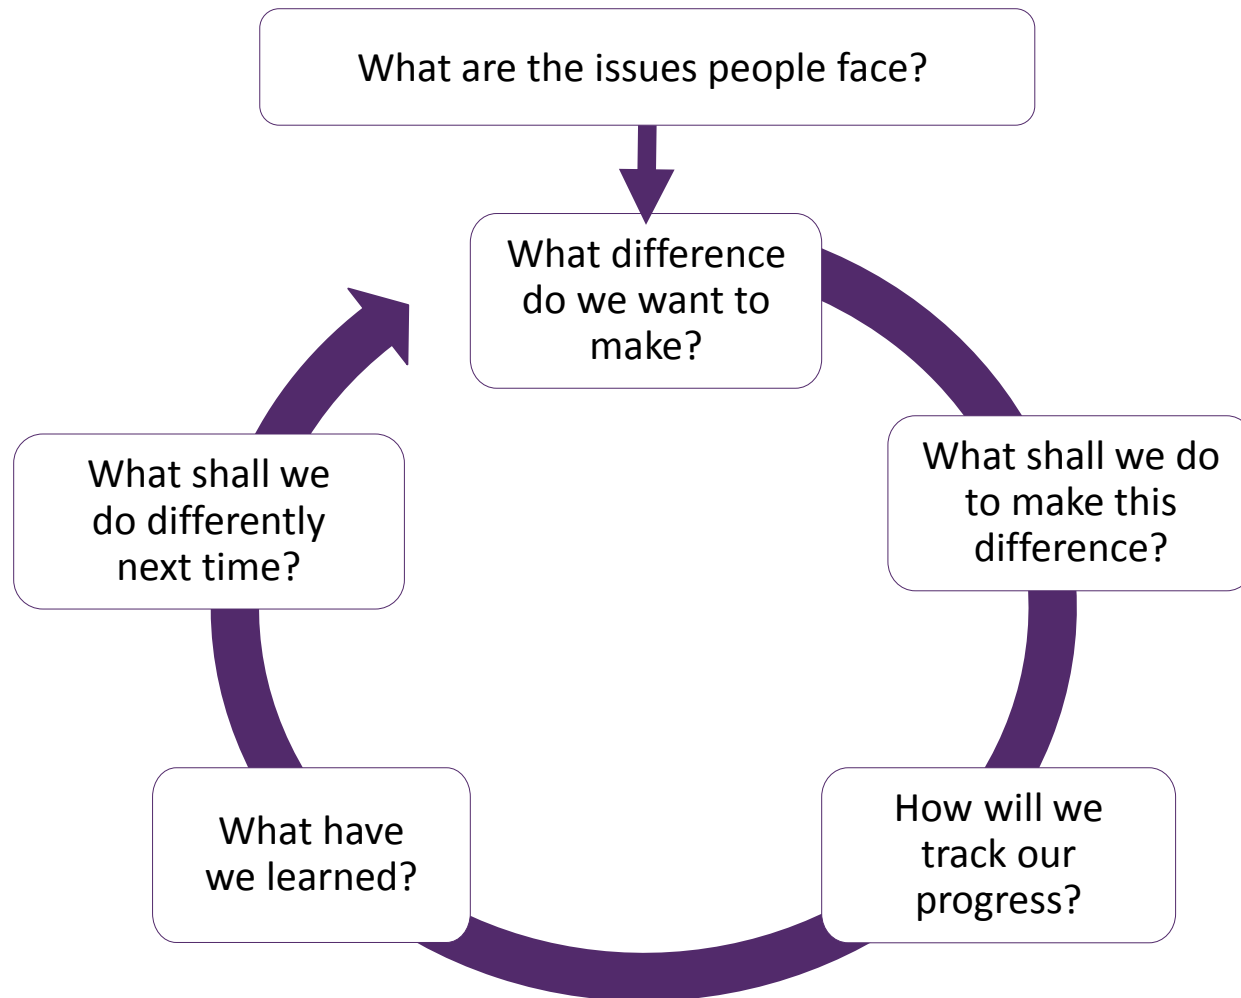 What are the issues people face?
What difference
do we want to
make?
What shall we do
to make this
difference?
How will we
track our
progress?
What have
we learned?
What shall we
do differently
next time?